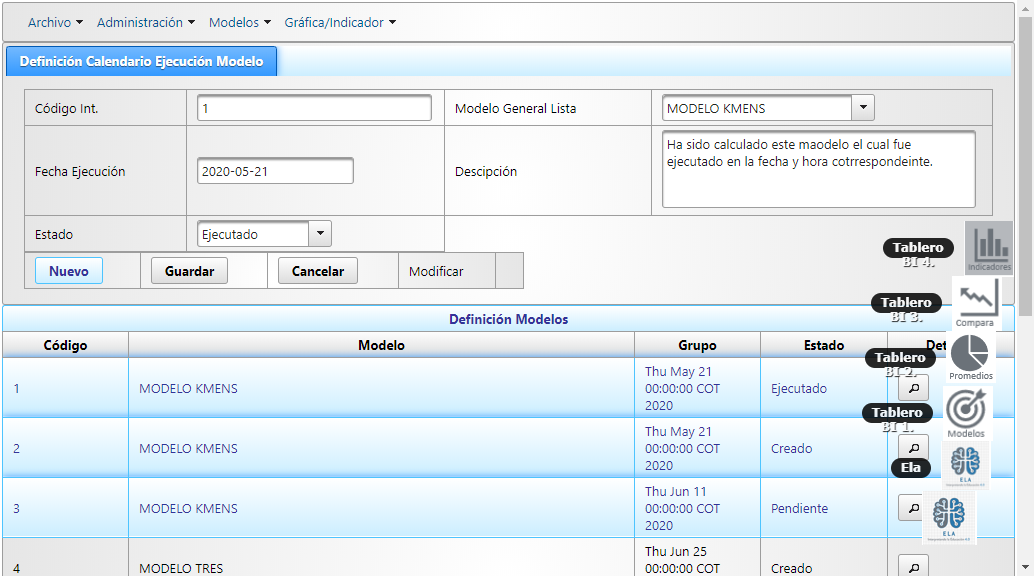 Archivo Administración Modelos Gráfica/Indicador
Definición Calendario Ejecución Modelo
Código Int. 1 Modelo General Lista MODELO KMENS
Fecha Ejecución 2020-05-21 Descipción Ha sido calculado este maodelo el cual fue
ejecutado en la fecha y hora cotrrespondeinte.
Estado Ejecutado
Nuevo Guardar Cancelar Modificar
Tablero
BI 4.
Indicadores
Tablero
BI 3.
Compara
Definición Modelos
Código Modelo Grupo Estado Det
Tablero
BI 2.
Promedios
1 MODELO KMENS Thu May 21
00:00:00 COT
2020 Ejecutado
Tablero
BI 1.
Modelos
2 MODELO KMENS Thu May 21
00:00:00 COT
2020 Creado
Ela
ELA
3 MODELO KMENS Thu Jun 11
00:00:00 COT
2020 Pendiente
ELA
4 MODELO TRES Thu Jun 25
00:00:00 COT Creado